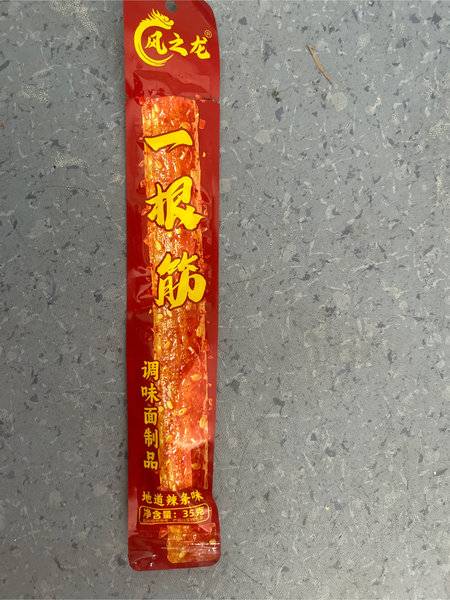 风之龙®
一根筋
调味面制品
地道辣条味
净含量：35克